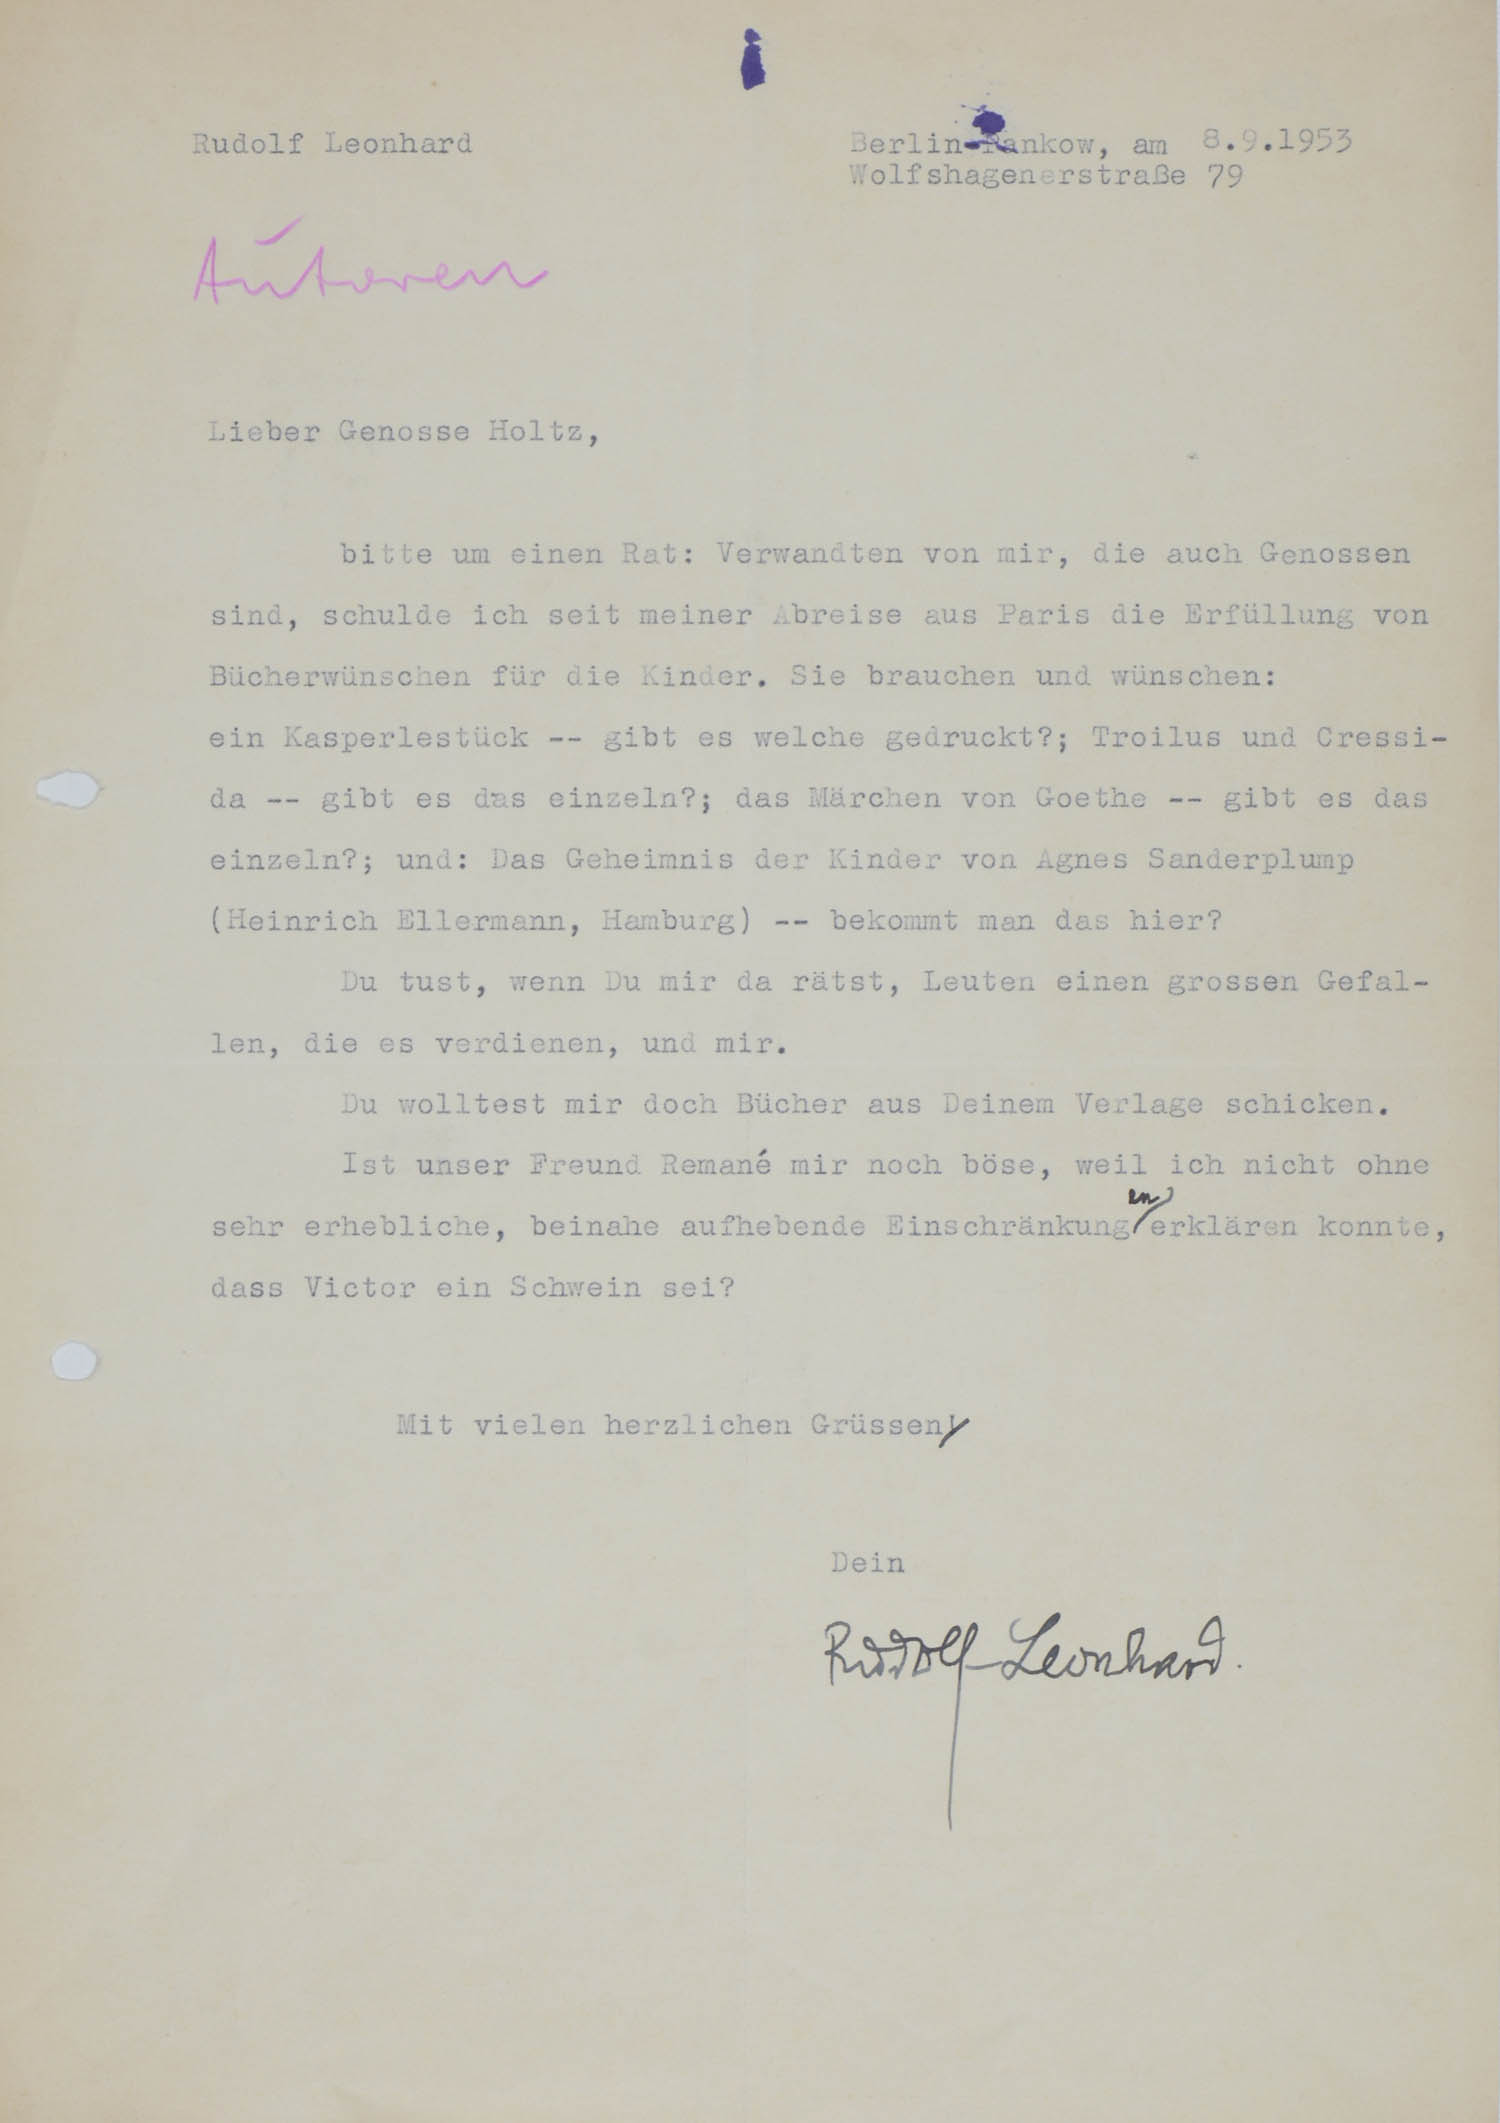 Rudolf Leonhard
Berlin-Pankow, am 8.9.1953
Wolfshagenerstraße 79
Autoren
Lieber Genosse Holtz,
bitte um einen Rat: Verwandten von mir, die auch Genossen
sind, schulde ich seit meiner Abreise aus Paris die Erfüllung von
Bücherwünschen für die Kinder. Sie brauchen und wünschen:
ein Kasperlestück -- gibt es welche gedruckt?; Troilus und Cressi-
da -- gibt es das einzeln?; das Märchen von Goethe -- gibt es das
einzeln?; und: Das Geheimnis der Kinder von Agnes Sanderplump
(Heinrich Ellermann, Hamburg) -- bekommt man das hier?
Du tust, wenn Du mir da rätst, Leuten einen grossen Gefal-
len, die es verdienen, und mir.
Du wolltest mir doch Bücher aus Deinem Verlage schicken.
Ist unser Freund Remané mir noch böse, weil ich nicht ohne
sehr erhebliche, beinahe aufhebende Einschränkungen erklären konnte,
dass Victor ein Schwein sei?
Mit vielen herzlichen Grüssen
Dein
Rudolf Leonhard.